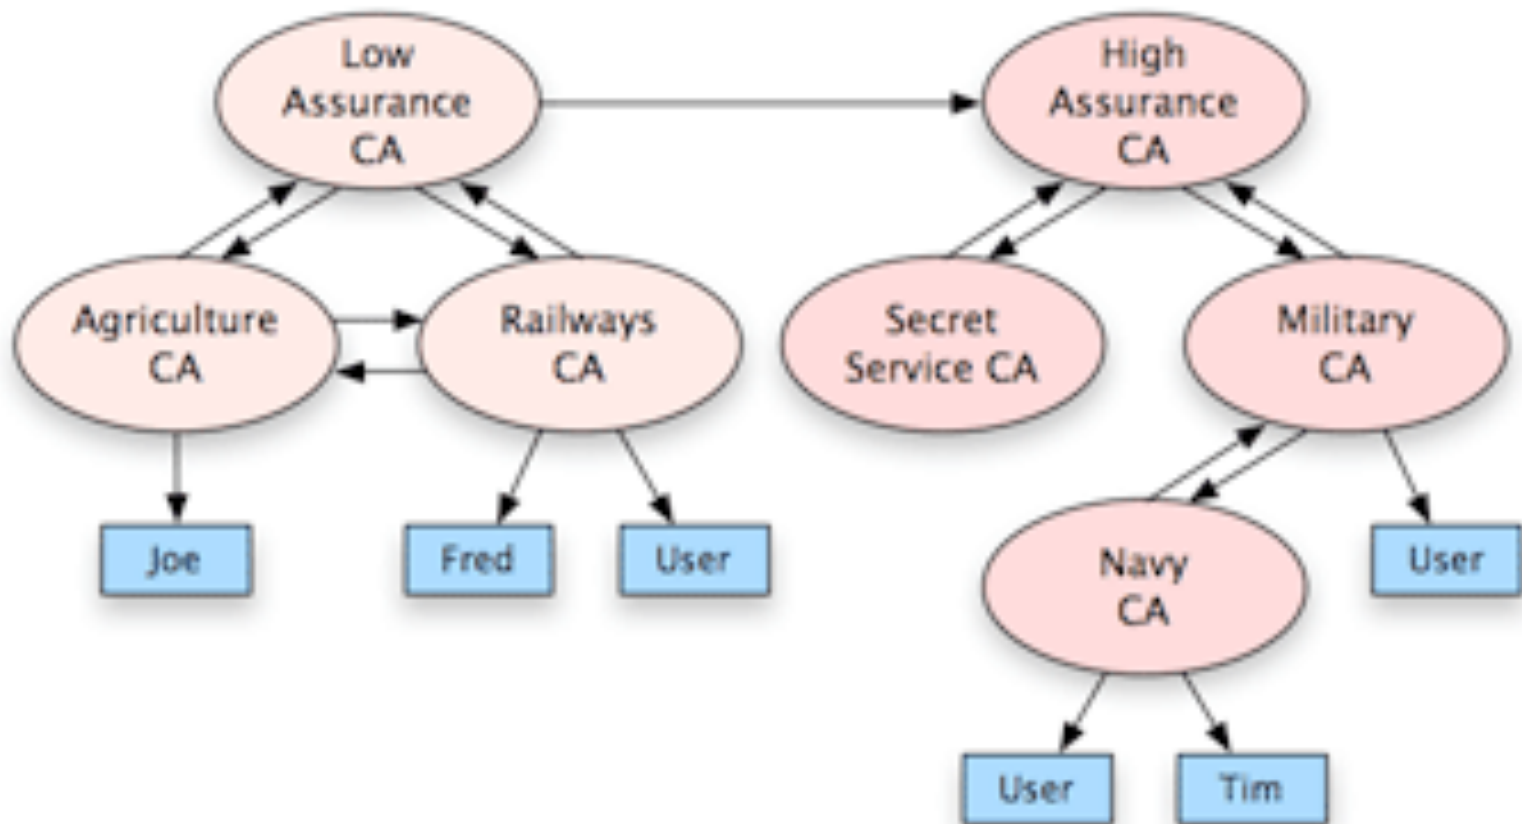 Low
Assurance
CA
High
Assurance
CA
Agriculture
CA
Railways
CA
Secret
Service CA
Military
CA
Joe
Fred
User
Navy
CA
User
User
Tim